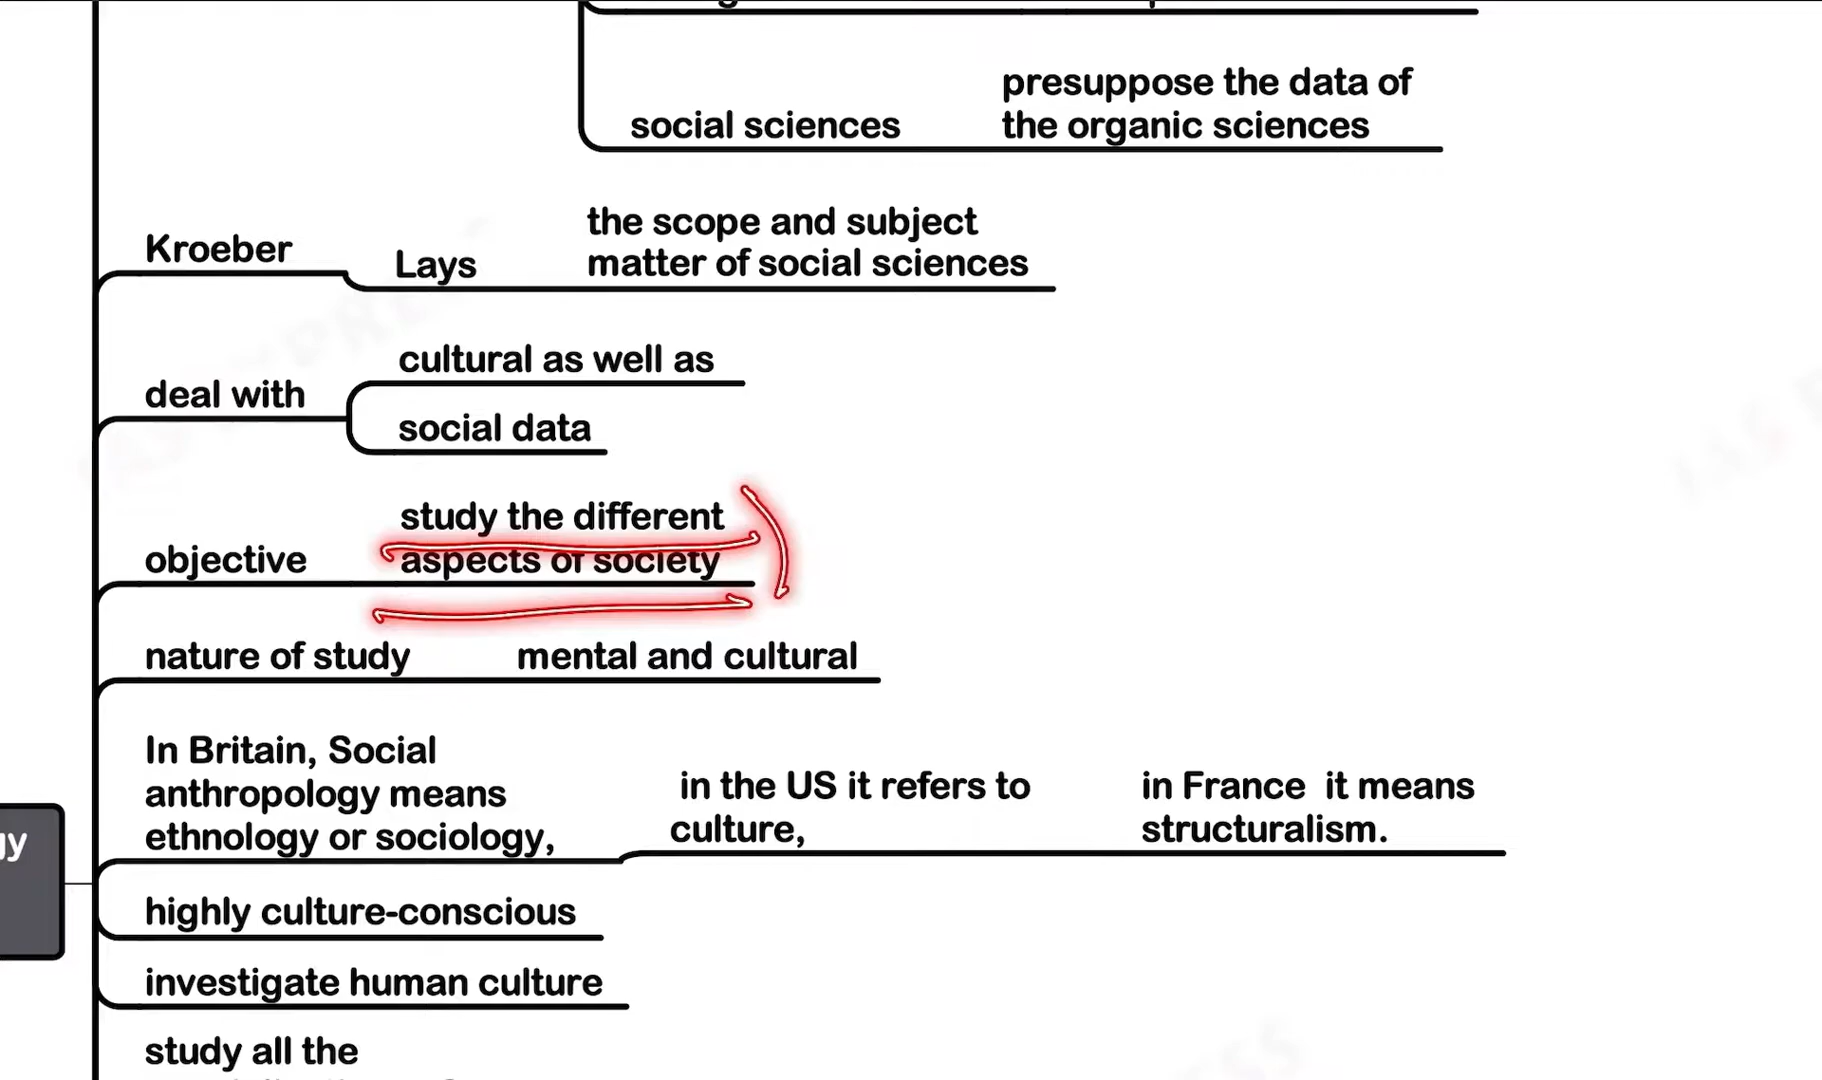 social sciences
presuppose the data of
the organic sciences
Kroeber
Lays
the scope and subject
matter of social sciences
deal with
cultural as well as
social data
objective
study the different
aspects of society
nature of study
mental and cultural
In Britain, Social
anthropology means
ethnology or sociology,
in the US it refers to
culture,
in France it means
structuralism.
highly culture-conscious
investigate human culture
study all the